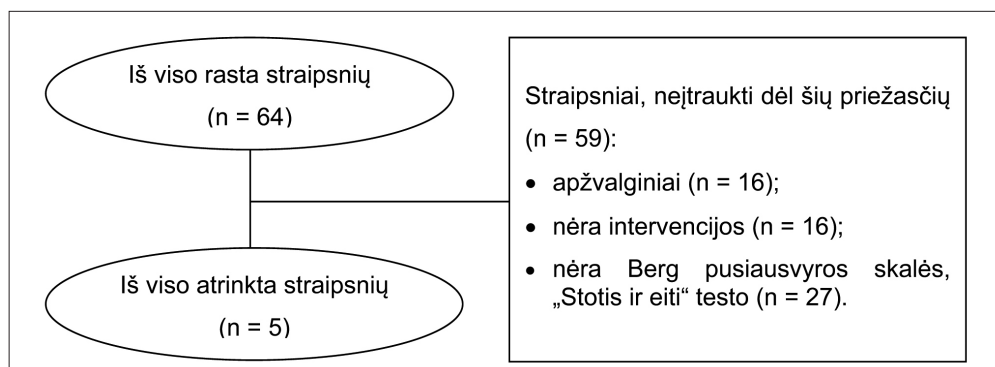 Iš viso rasta straipsnių
(n = 64)
Straipsniai, neįtraukti dėl šių priežasčių
(n = 59):
• apžvalginiai (n = 16);
• nėra intervencijos (n = 16);
• nėra Berg pusiausvyros skalės,
„Stotis ir eiti“ testo (n = 27).
Iš viso atrinkta straipsnių
(n = 5)